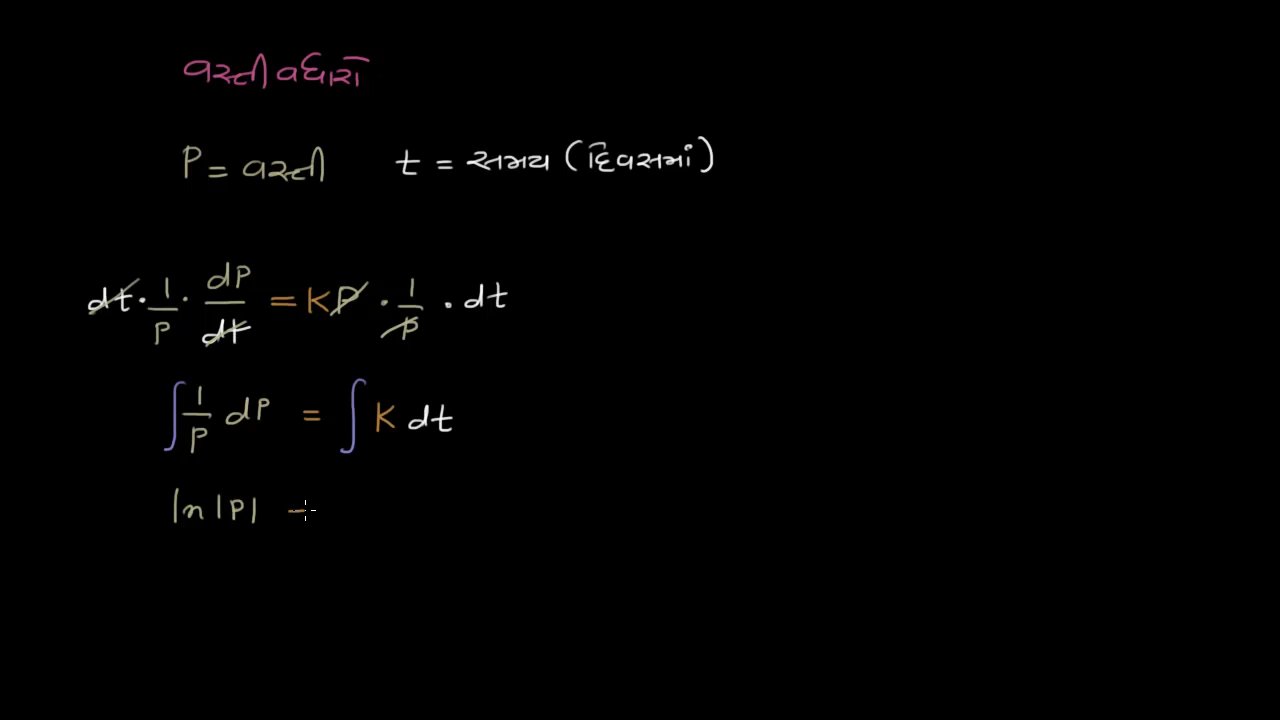 વસ્તી વધારો
P = વસ્તી t = સમય (દિવસમાં)
dt · 1/P · dP/dt = KP · 1/P · dt
∫ 1/P dP = ∫ K dt
ln |P| =